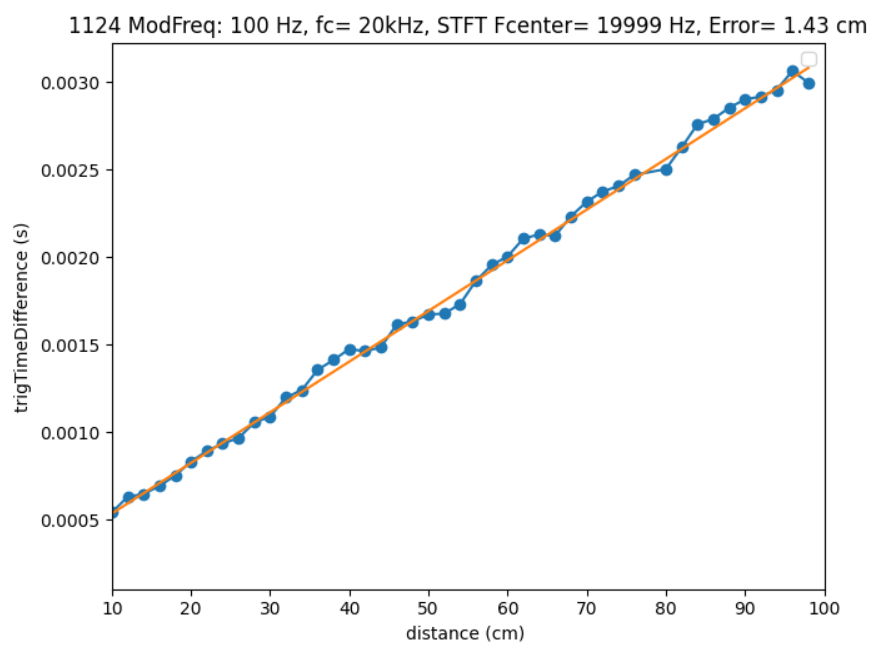 1124 ModFreq: 100 Hz, fc= 20kHz, STFT Fcenter= 19999 Hz, Error= 1.43 cm
0.0030
0.0025
0.0020
0.0015
0.0010
0.0005
trigTimeDifference (s)
10 20 30 40 50 60 70 80 90 100
distance (cm)